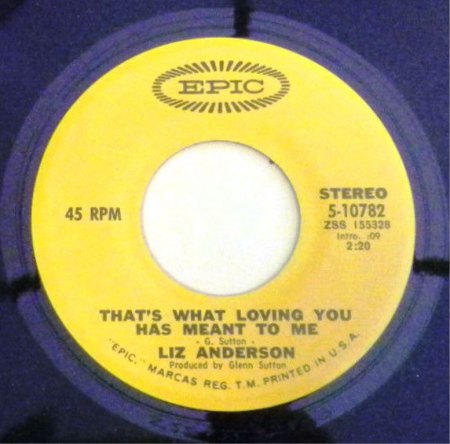 EPIC
45 RPM
STEREO
5-10782
ZSS 155328
Intro. :09
2:20
THAT'S WHAT LOVING YOU
HAS MEANT TO ME
- G. Sutton -
LIZ ANDERSON
Produced by Glenn Sutton
"EPIC," MARCAS REG. T.M. PRINTED IN U.S.A.